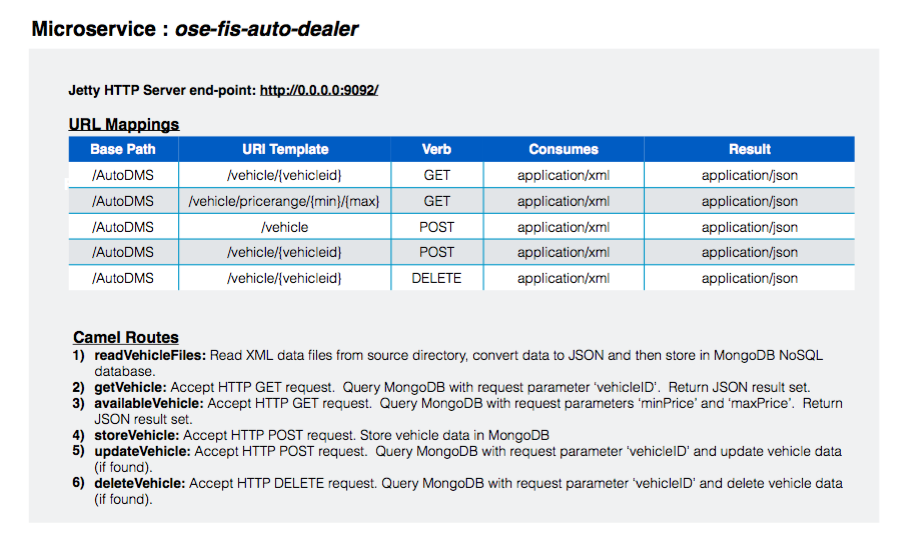 Microservice : ose-fis-auto-dealer
Jetty HTTP Server end-point: http://0.0.0.0:9092/
URL Mappings
Base Path URI Template Verb Consumes Result
/AutoDMS /vehicle/{vehicleid} GET application/xml application/json
/AutoDMS /vehicle/pricerange/{min}/{max} GET application/xml application/json
/AutoDMS /vehicle POST application/xml application/json
/AutoDMS /vehicle/{vehicleid} POST application/xml application/json
/AutoDMS /vehicle/{vehicleid} DELETE application/xml application/json
Camel Routes
1) readVehicleFiles: Read XML data files from source directory, convert data to JSON and then store in MongoDB NoSQL
database.
2) getVehicle: Accept HTTP GET request. Query MongoDB with request parameter ‘vehicleID’. Return JSON result set.
3) availableVehicle: Accept HTTP GET request. Query MongoDB with request parameters ‘minPrice’ and ‘maxPrice’. Return
JSON result set.
4) storeVehicle: Accept HTTP POST request. Store vehicle data in MongoDB
5) updateVehicle: Accept HTTP POST request. Query MongoDB with request parameter ‘vehicleID’ and update vehicle data
(if found).
6) deleteVehicle: Accept HTTP DELETE request. Query MongoDB with request parameter ‘vehicleID’ and delete vehicle data
(if found).